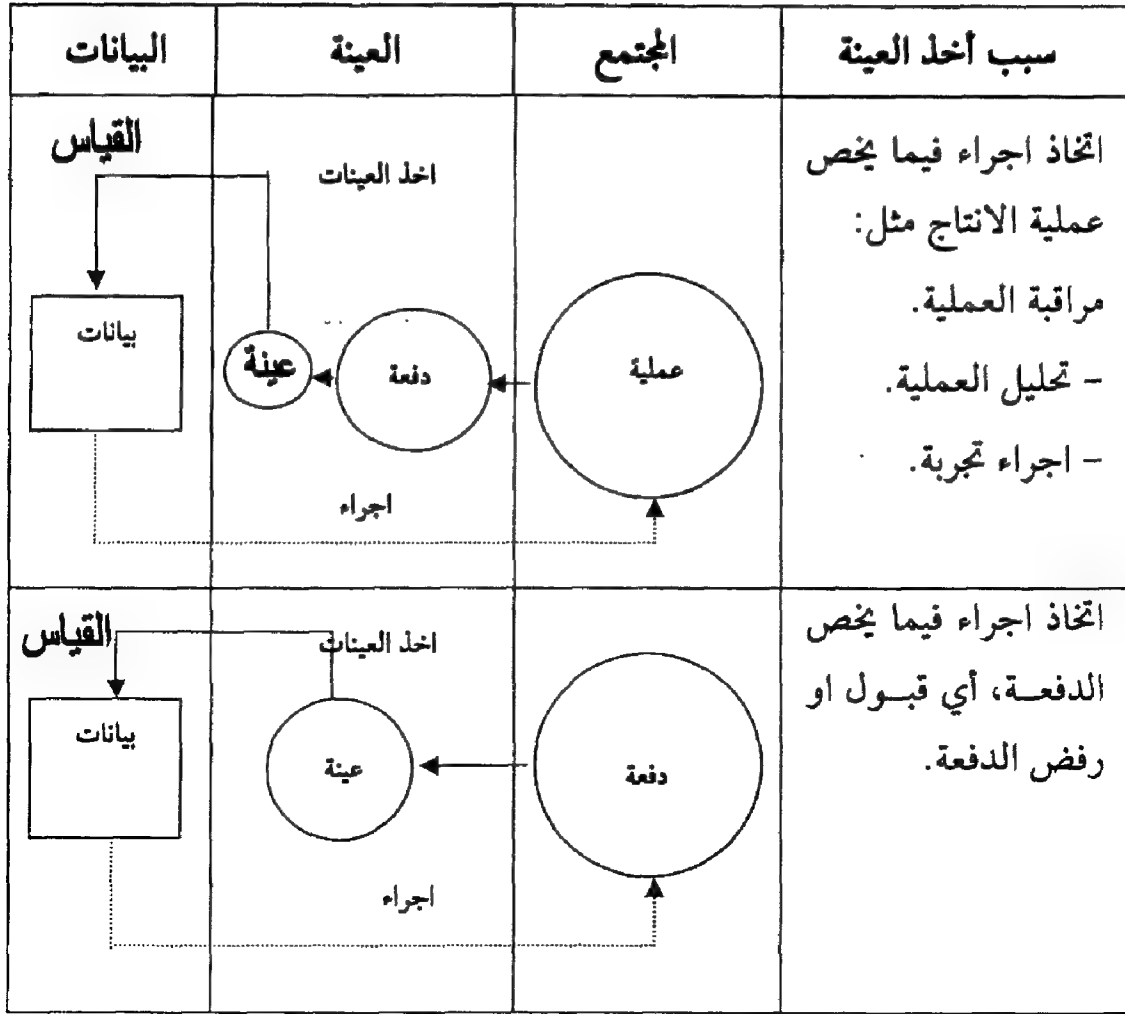 سبب أخذ العينة
المجتمع
العينة
البيانات
اتخاذ اجراء فيما يخص
عملية الانتاج مثل:
مراقبة العملية.
– تحليل العملية.
– اجراء تجربة.
عملية
اخذ العينات
دفعة
عينة
اجراء
القياس
بيانات
اتخاذ اجراء فيما يخص
الدفعــة، أي قبــول او
رفض الدفعة.
دفعة
اخذ العينات
عينة
اجراء
القياس
بيانات